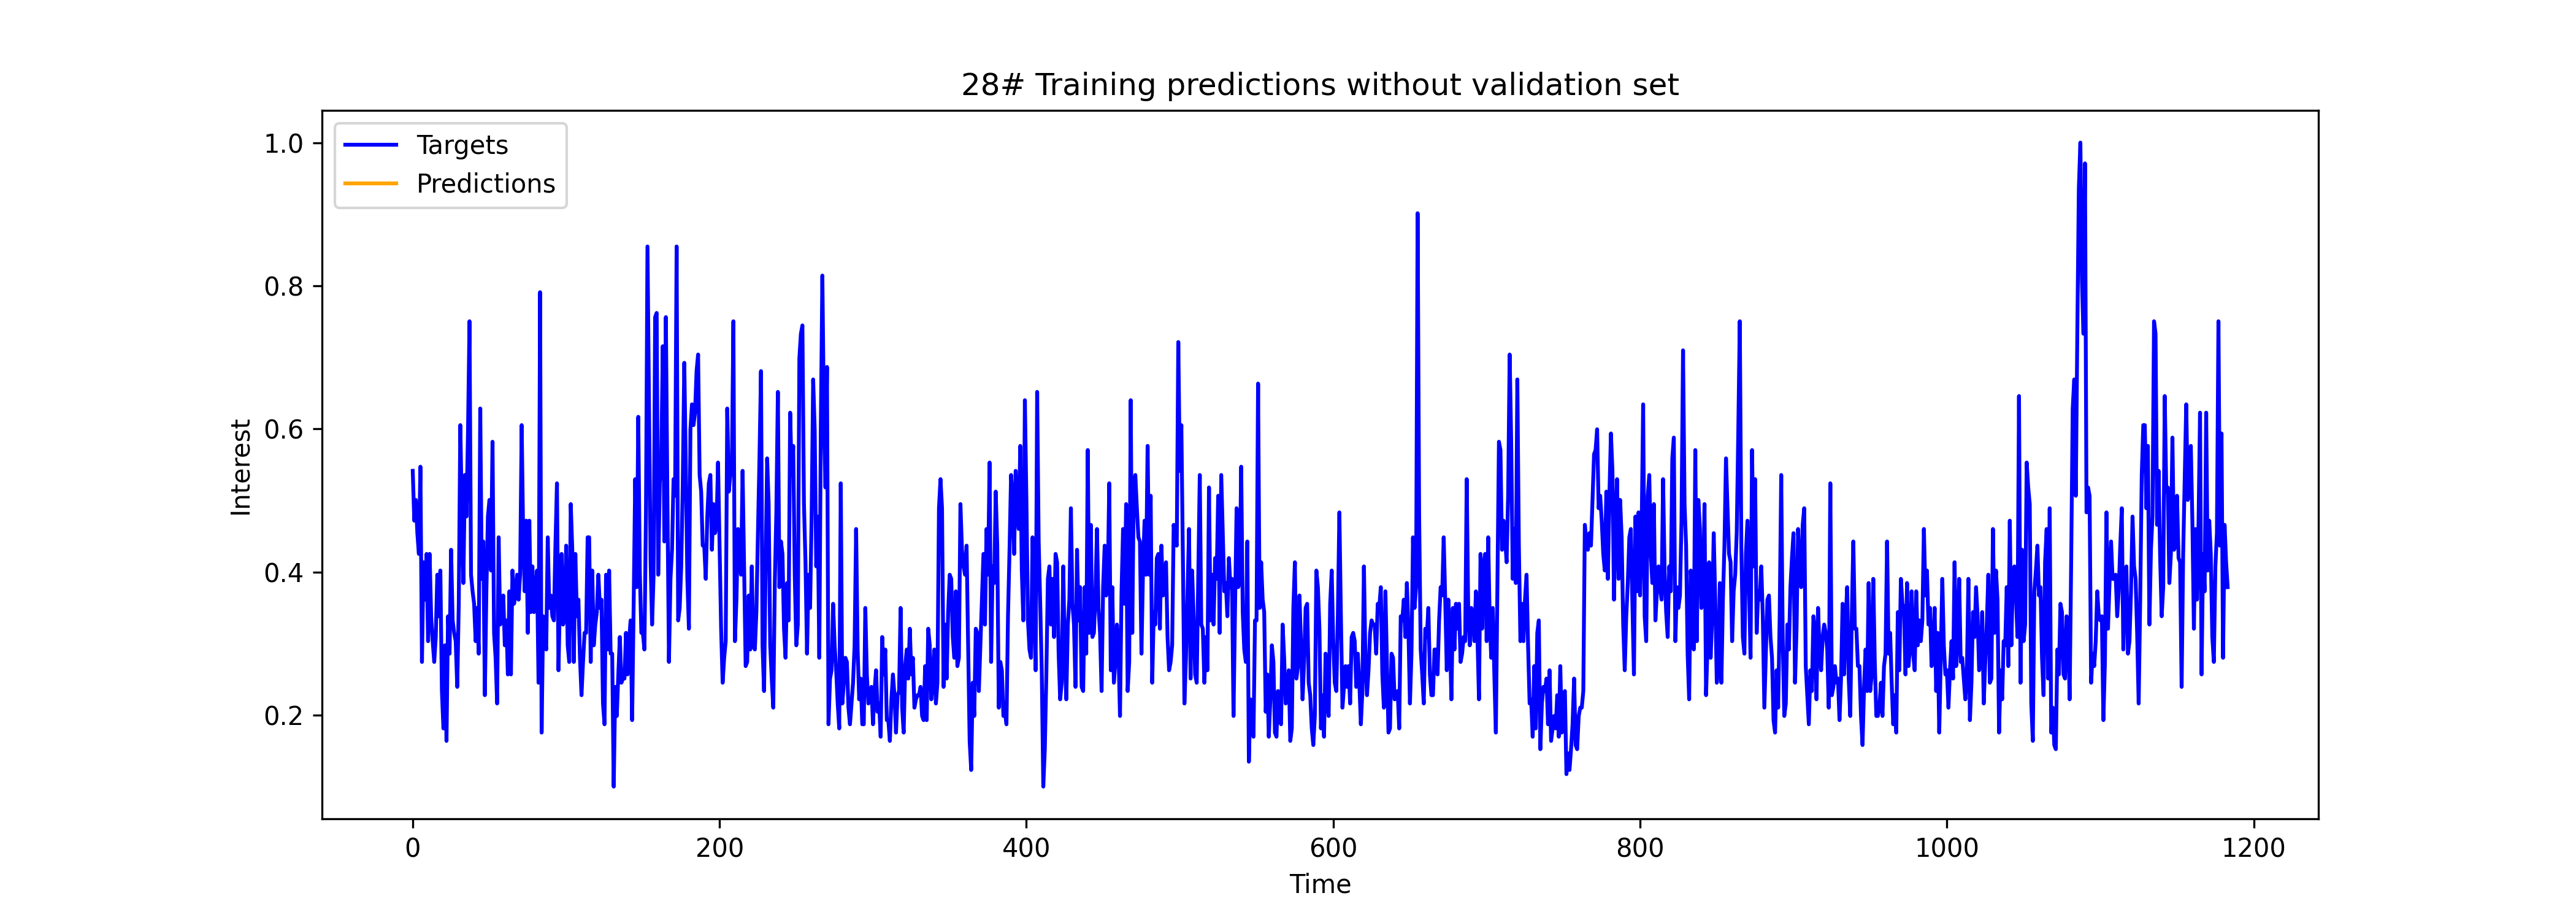 28# Training predictions without validation set
Targets
Predictions
1.0
0.8
0.6
0.4
0.2
Interest
0 200 400 600 800 1000 1200
Time